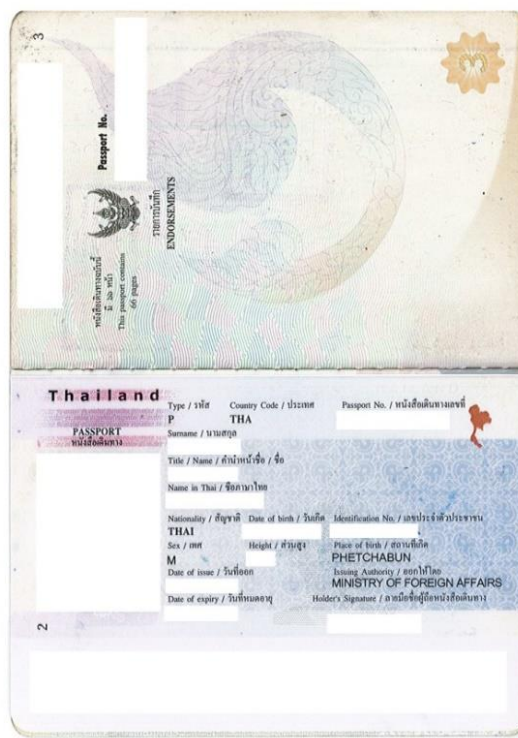 3
Passport No.
หนังสือเดินทางฉบับนี้
มี ๖๖ หน้า
This passport contains
66 pages
รายการบันทึก
ENDORSEMENTS
Thailand
PASSPORT
หนังสือเดินทาง
Type / รหัส Country Code / ประเทศ Passport No. / หนังสือเดินทางเลขที่
P THA
Surname / นามสกุล
Title / Name / คำนำหน้าชื่อ / ชื่อ
Name in Thai / ชื่อภาษาไทย
Nationality / สัญชาติ Date of birth / วันเกิด Identification No. / เลขประจำตัวประชาชน
THAI
Sex / เพศ Height / ส่วนสูง Place of birth / สถานที่เกิด
M PHETCHABUN
Date of issue / วันที่ออก Issuing Authority / ออกให้โดย
MINISTRY OF FOREIGN AFFAIRS
Date of expiry / วันที่หมดอายุ Holder's Signature / ลายมือชื่อผู้ถือหนังสือเดินทาง
2